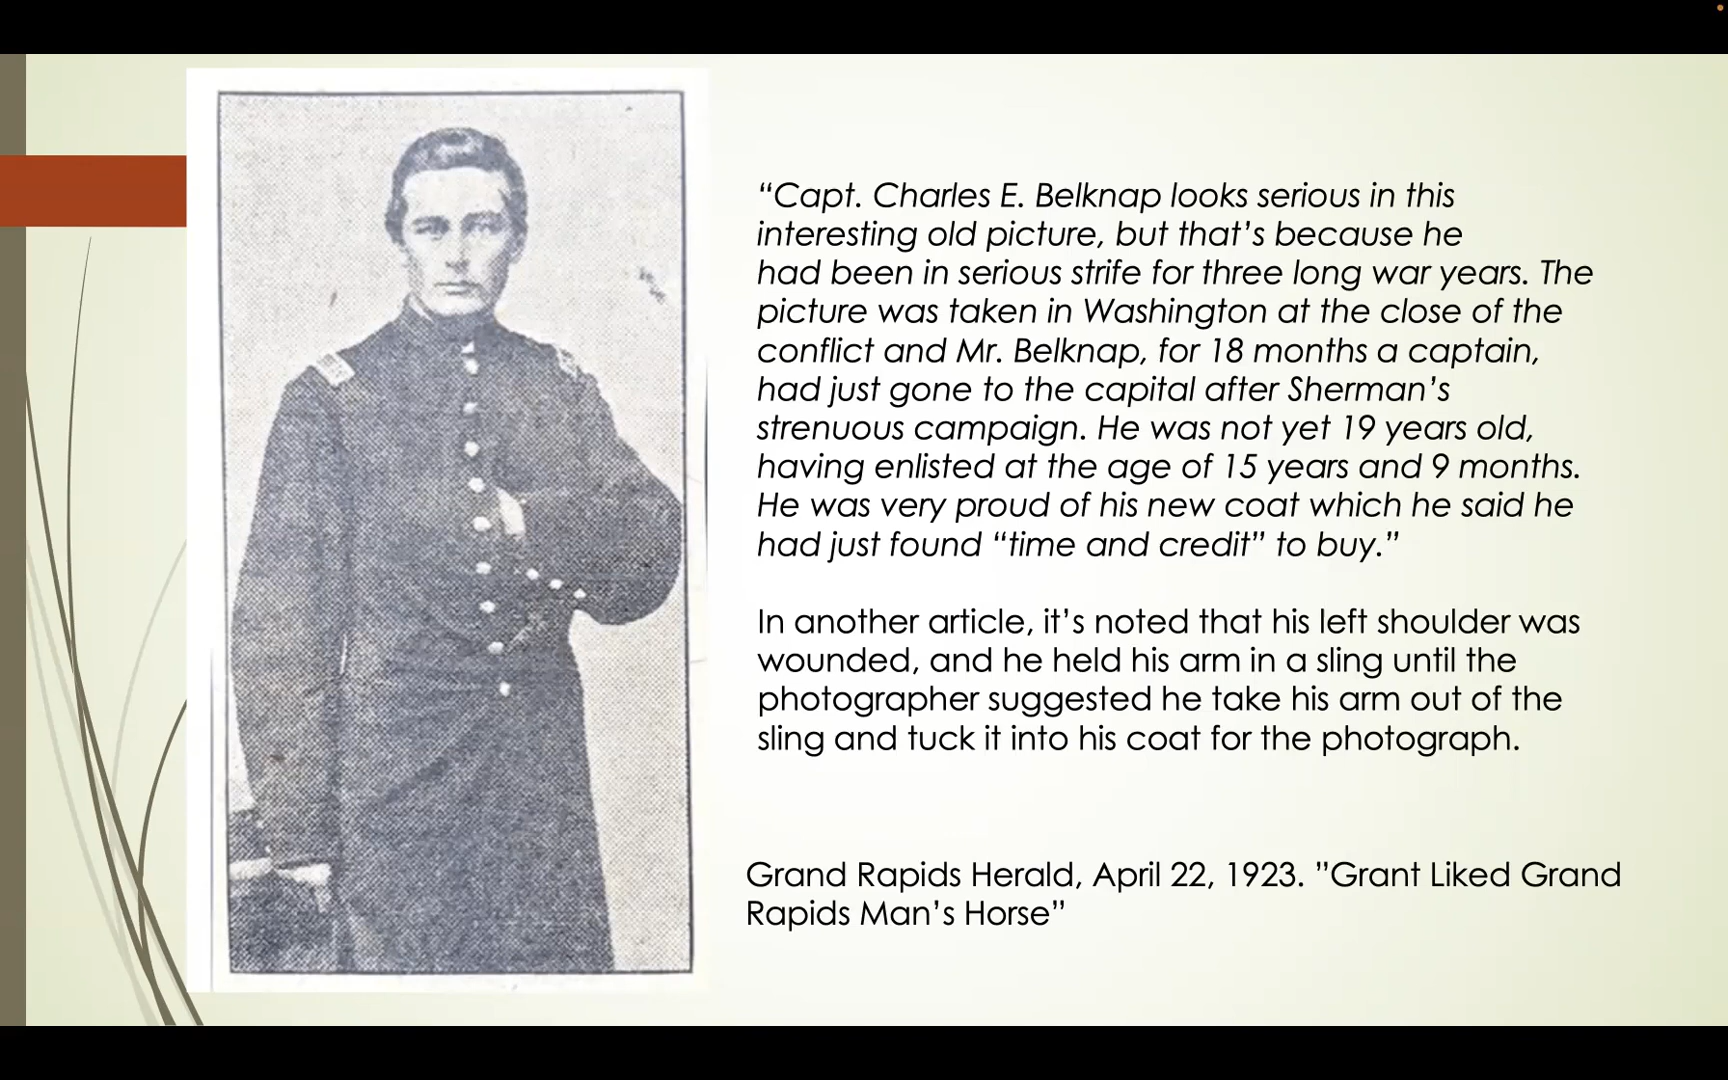 “Capt. Charles E. Belknap looks serious in this
interesting old picture, but that’s because he
had been in serious strife for three long war years. The
picture was taken in Washington at the close of the
conflict and Mr. Belknap, for 18 months a captain,
had just gone to the capital after Sherman’s
strenuous campaign. He was not yet 19 years old,
having enlisted at the age of 15 years and 9 months.
He was very proud of his new coat which he said he
had just found “time and credit” to buy.”
In another article, it’s noted that his left shoulder was
wounded, and he held his arm in a sling until the
photographer suggested he take his arm out of the
sling and tuck it into his coat for the photograph.
Grand Rapids Herald, April 22, 1923. ”Grant Liked Grand
Rapids Man’s Horse”